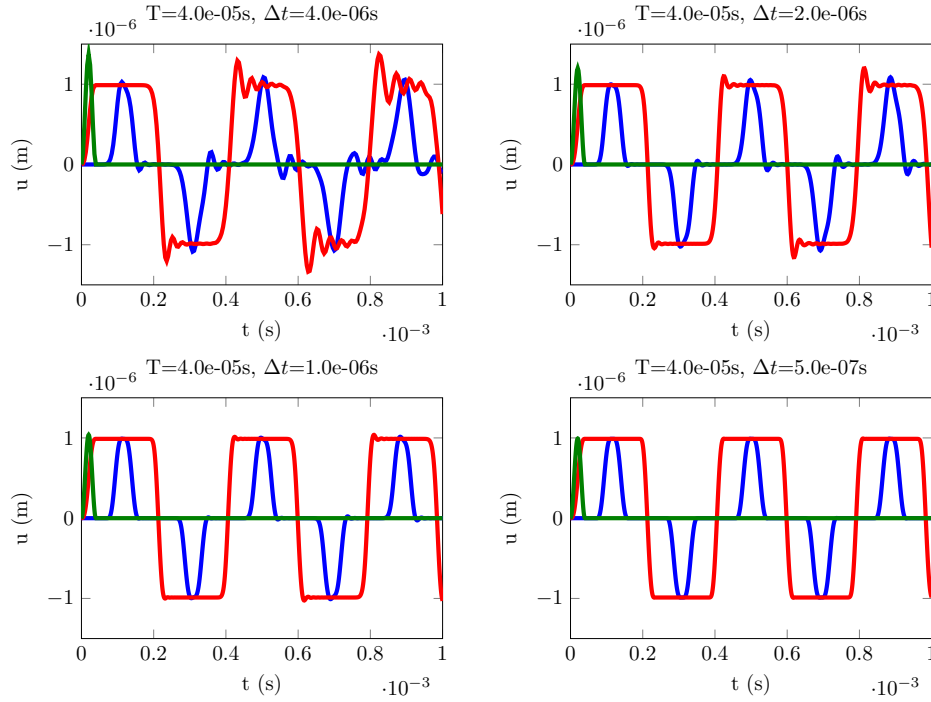 T=4.0e-05s, Δt=4.0e-06s
·10⁻⁶
1
0
−1
u (m)
0 0.2 0.4 0.6 0.8 1
t (s)
·10⁻³
T=4.0e-05s, Δt=2.0e-06s
·10⁻⁶
1
0
−1
u (m)
0 0.2 0.4 0.6 0.8 1
t (s)
·10⁻³
T=4.0e-05s, Δt=1.0e-06s
·10⁻⁶
1
0
−1
u (m)
0 0.2 0.4 0.6 0.8 1
t (s)
·10⁻³
T=4.0e-05s, Δt=5.0e-07s
·10⁻⁶
1
0
−1
u (m)
0 0.2 0.4 0.6 0.8 1
t (s)
·10⁻³